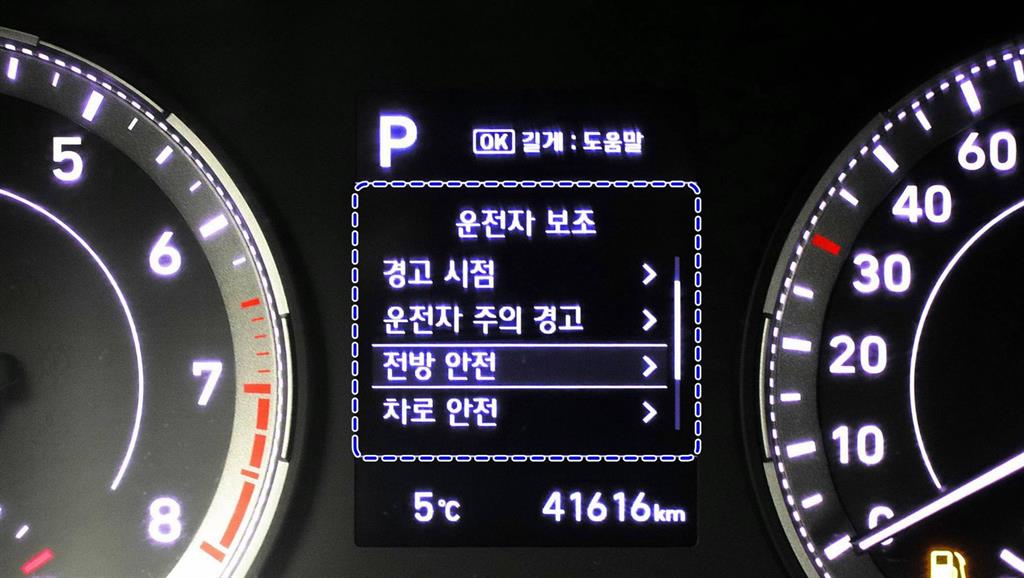 P
OK 길게 : 도움말
운전자 보조
경고 시점 >
운전자 주의 경고 >
전방 안전 >
차로 안전 >
5℃ 41616km
5
6
7
8
60
40
30
20
10
0